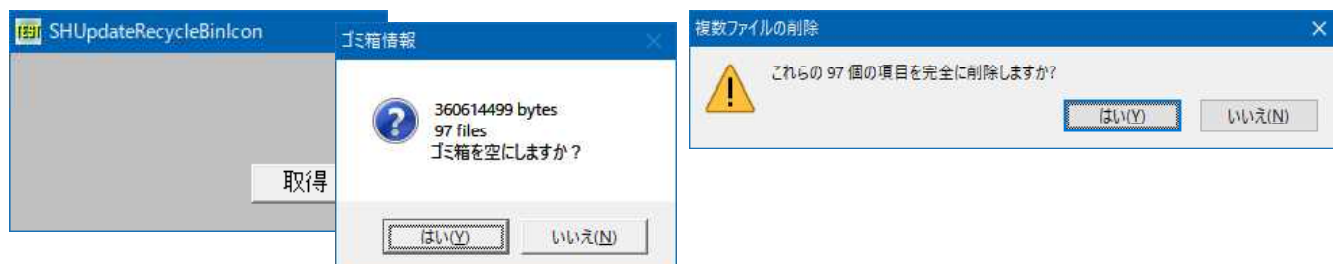 SHUpdateRecycleBinIcon
取得
ゴミ箱情報
360614499 bytes
97 files
ゴミ箱を空にしますか？
はい(Y)
いいえ(N)
複数ファイルの削除
これらの 97 個の項目を完全に削除しますか?
はい(Y)
いいえ(N)